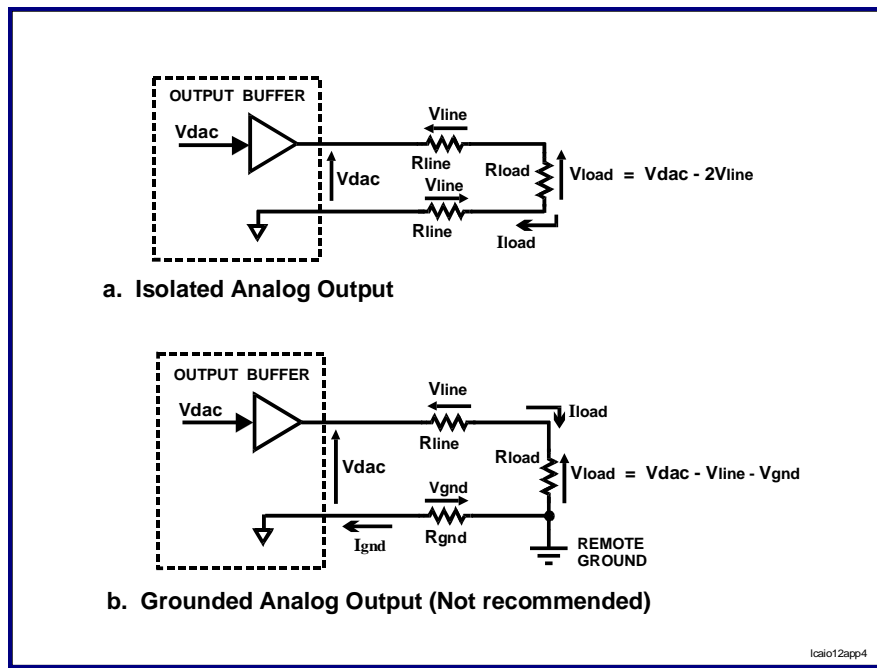 OUTPUT BUFFER
Vdac
Vline
Rline
Vdac
Rload
Vload = Vdac - 2Vline
Vline
Rline
Iload
a. Isolated Analog Output
OUTPUT BUFFER
Vdac
Vline
Iload
Rline
Rload
Vdac
Vload = Vdac - Vline - Vgnd
Vgnd
Ignd
Rgnd
REMOTE
GROUND
b. Grounded Analog Output (Not recommended)
lcaio12app4